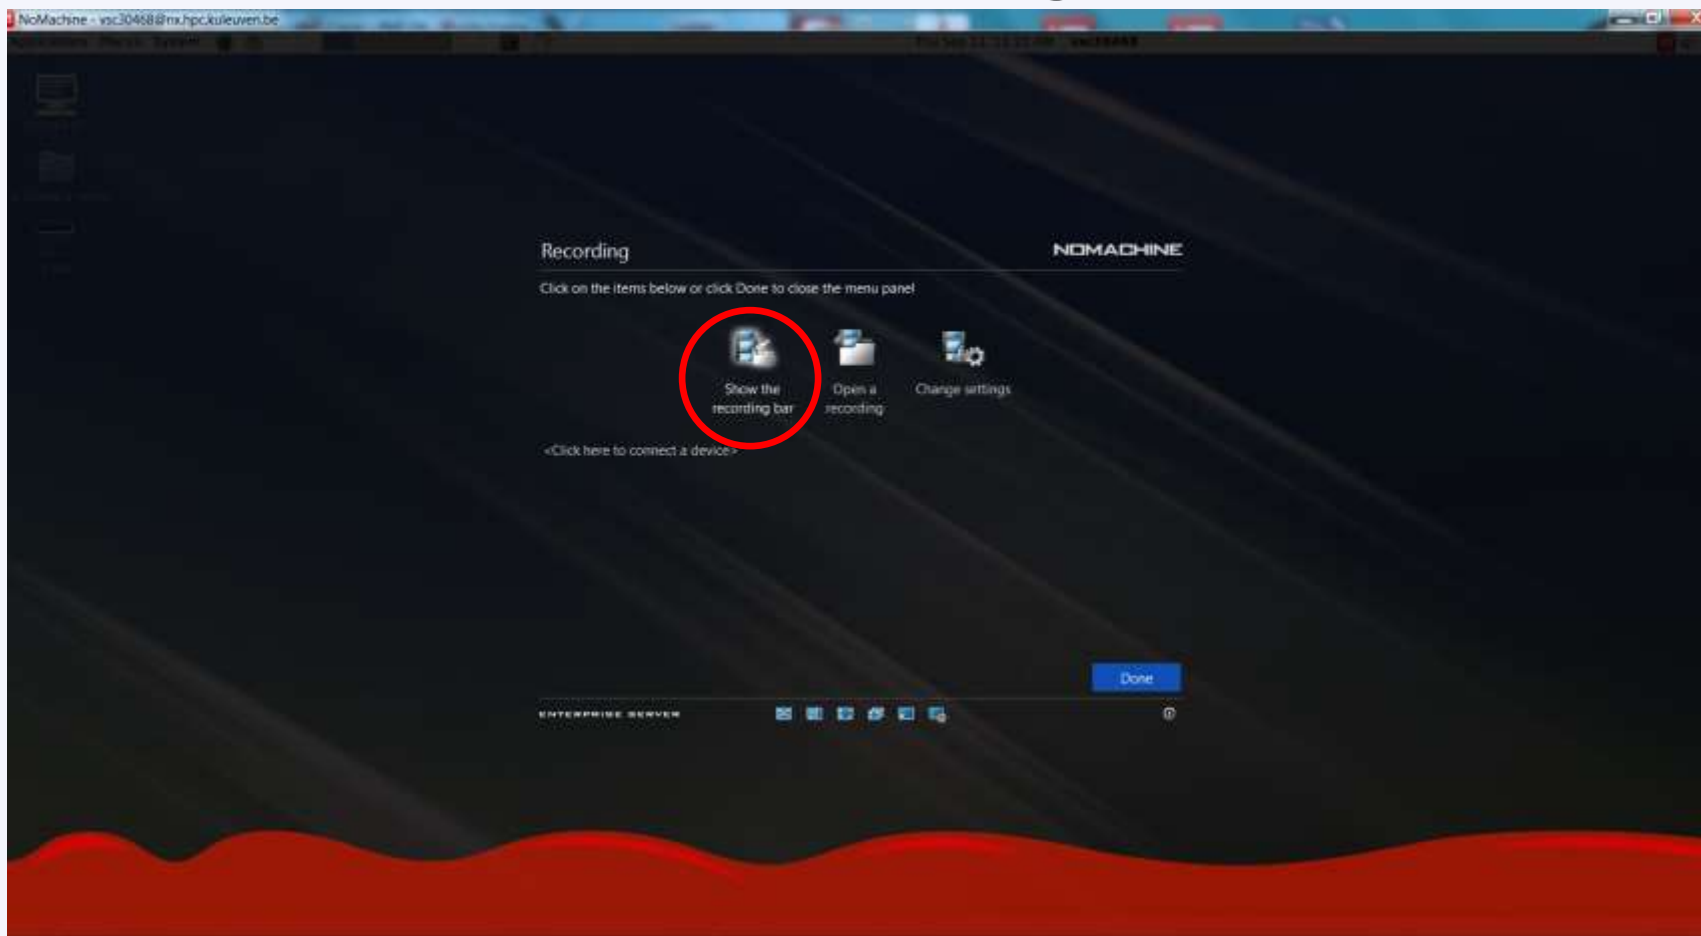 NoMachine - vsc30468@nx.hpc.kuleuven.be
Recording
NOMACHINE
Click on the items below or click Done to close the menu panel
Show the
recording bar
Open a
recording
Change settings
<Click here to connect a device>
Done
ENTERPRISE SERVER